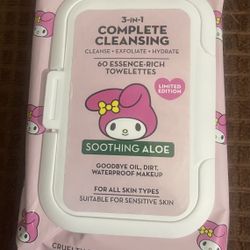 3-IN-1
COMPLETE
CLEANSING
CLEANSE • EXFOLIATE • HYDRATE
60 ESSENCE-RICH
TOWELETTES
LIMITED
EDITION
SOOTHING ALOE
GOODBYE OIL, DIRT,
WATERPROOF MAKEUP
FOR ALL SKIN TYPES
SUITABLE FOR SENSITIVE SKIN